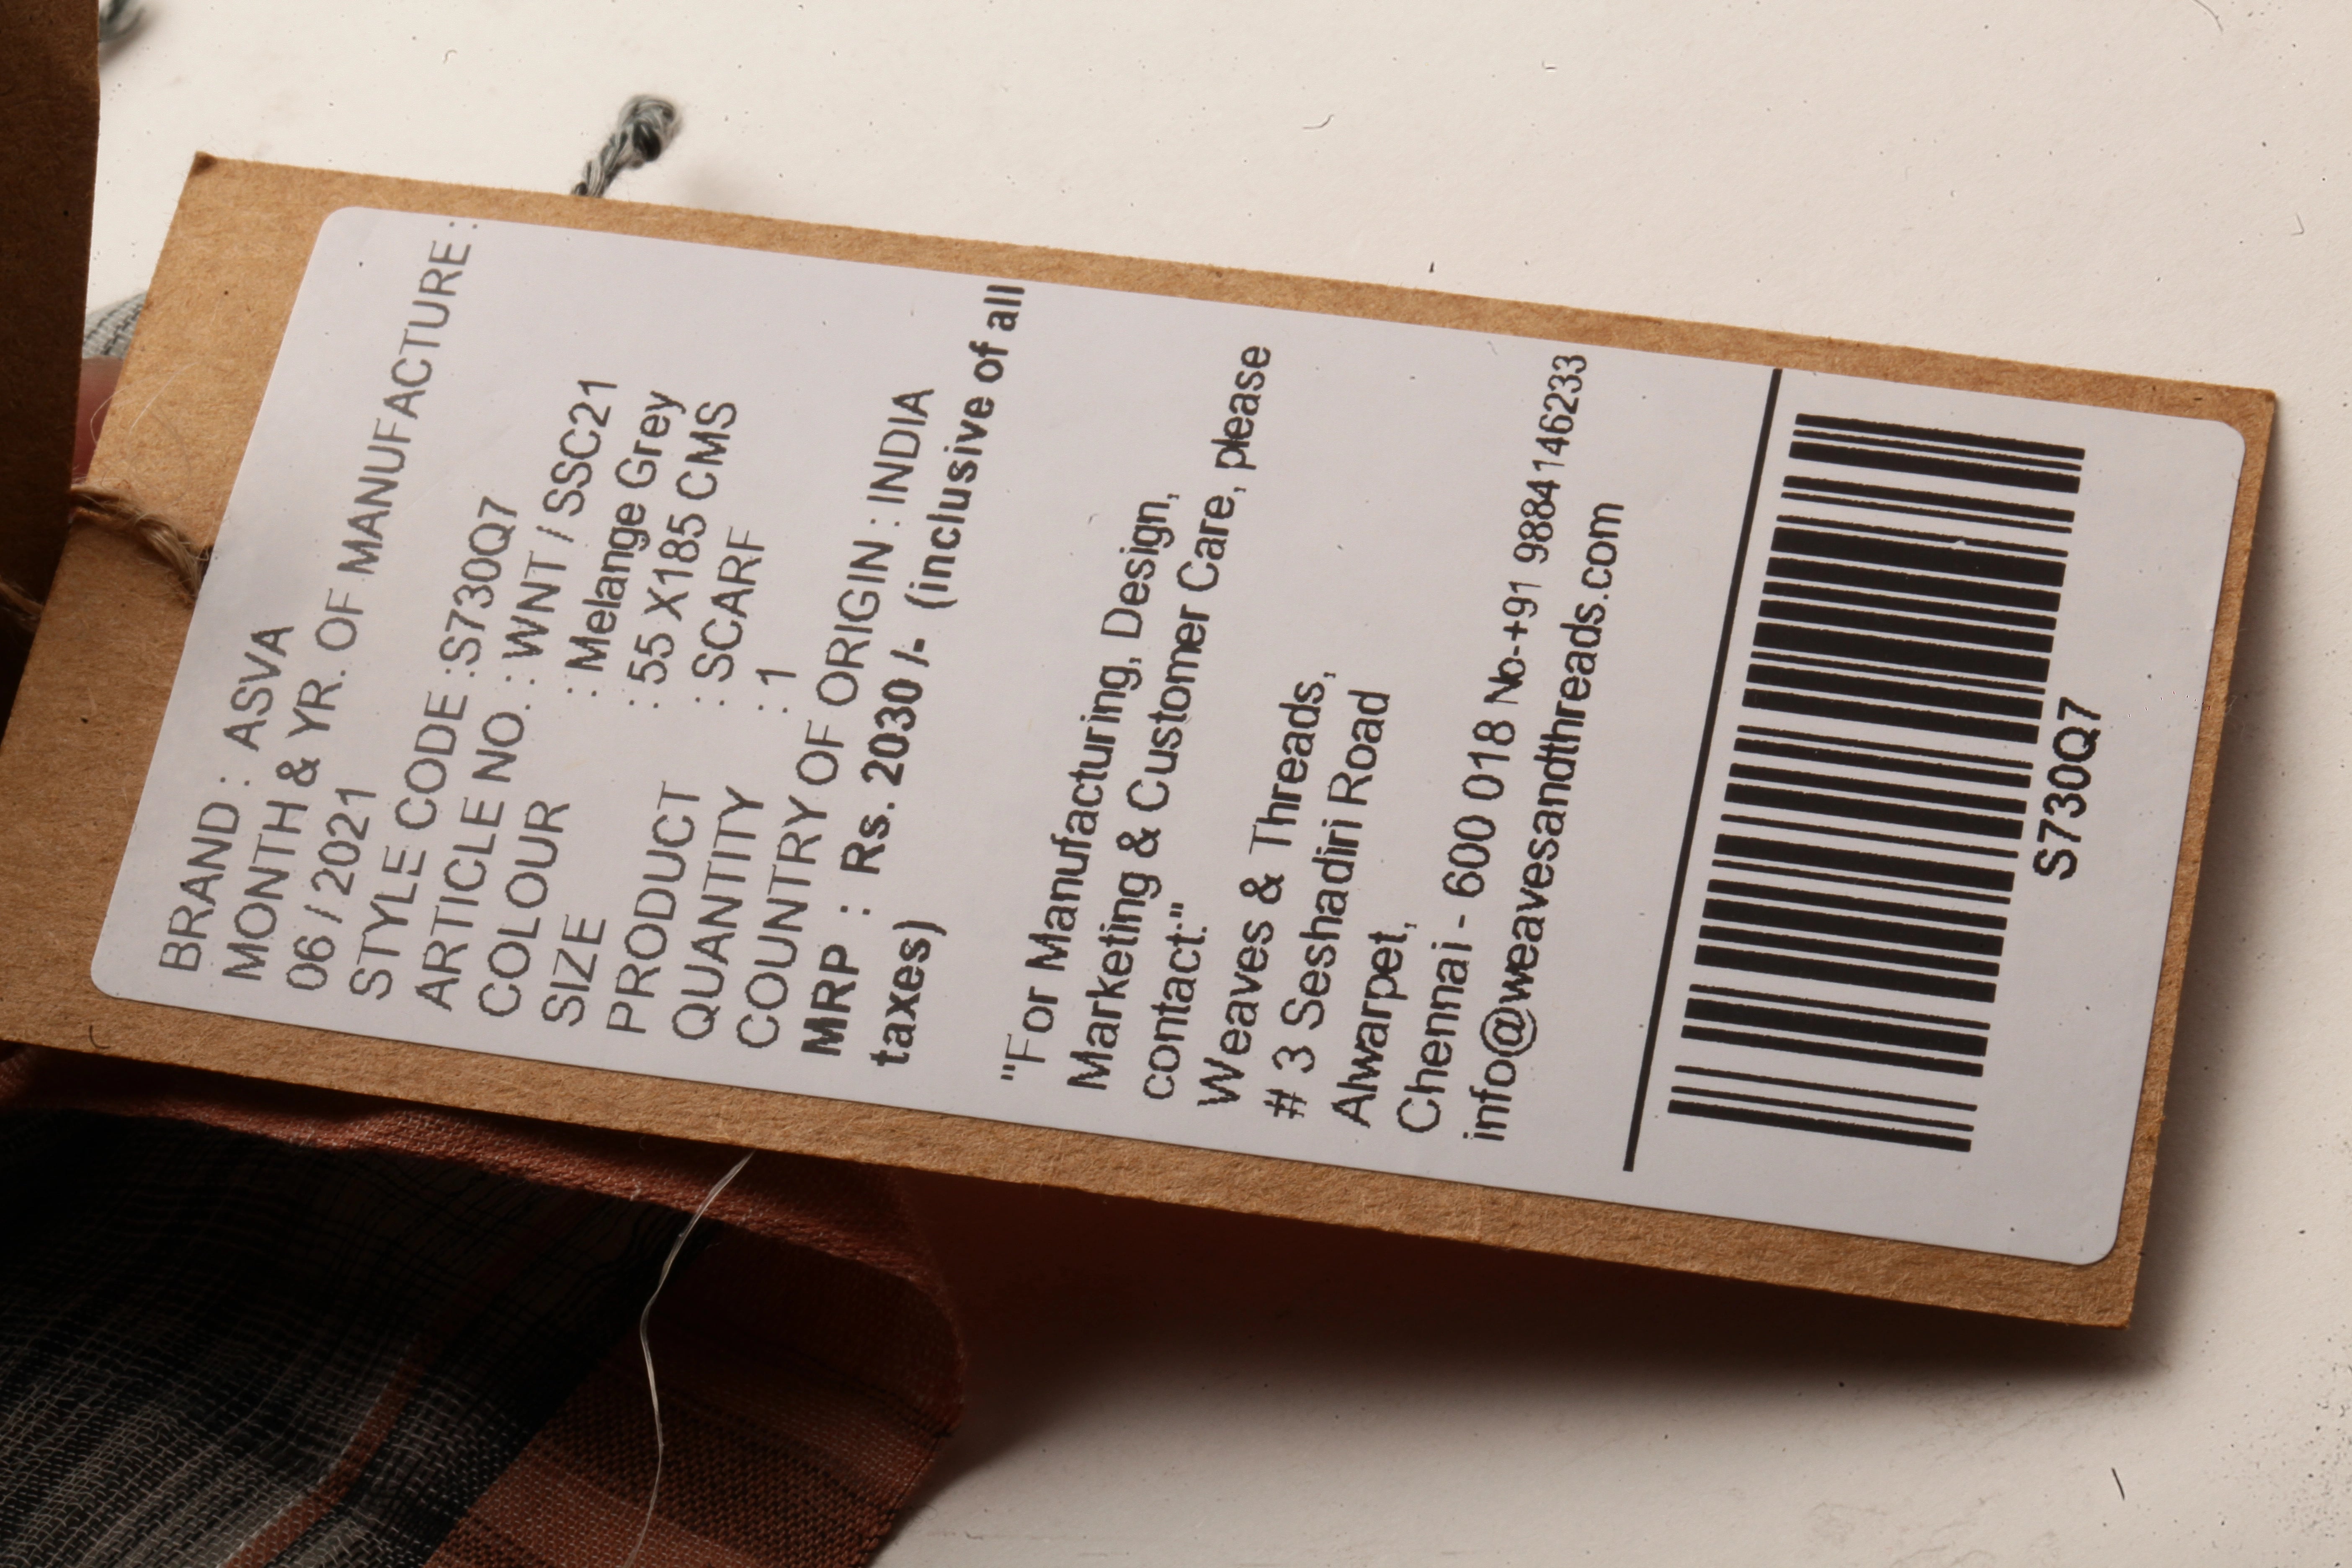 BRAND : ASVA
MONTH & YR. OF MANUFACTURE :
06 / 2021
STYLE CODE :S730Q7
ARTICLE NO. : WNT / SSC21
COLOUR : Melange Grey
SIZE : 55 X185 CMS
PRODUCT : SCARF
QUANTITY : 1
COUNTRY OF ORIGIN : INDIA
MRP : Rs. 2030 /- (inclusive of all
taxes)
"For Manufacturing, Design,
Marketing & Customer Care, please
contact:"
Weaves & Threads,
# 3 Seshadiri Road
Alwarpet,
Chennai - 600 018 No-+91 9884146233
info@weavesandthreads.com
S730Q7